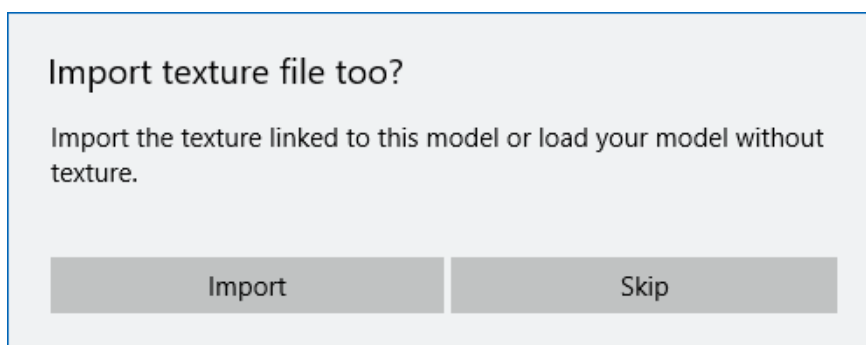 Import texture file too?
Import the texture linked to this model or load your model without
texture.
Import
Skip